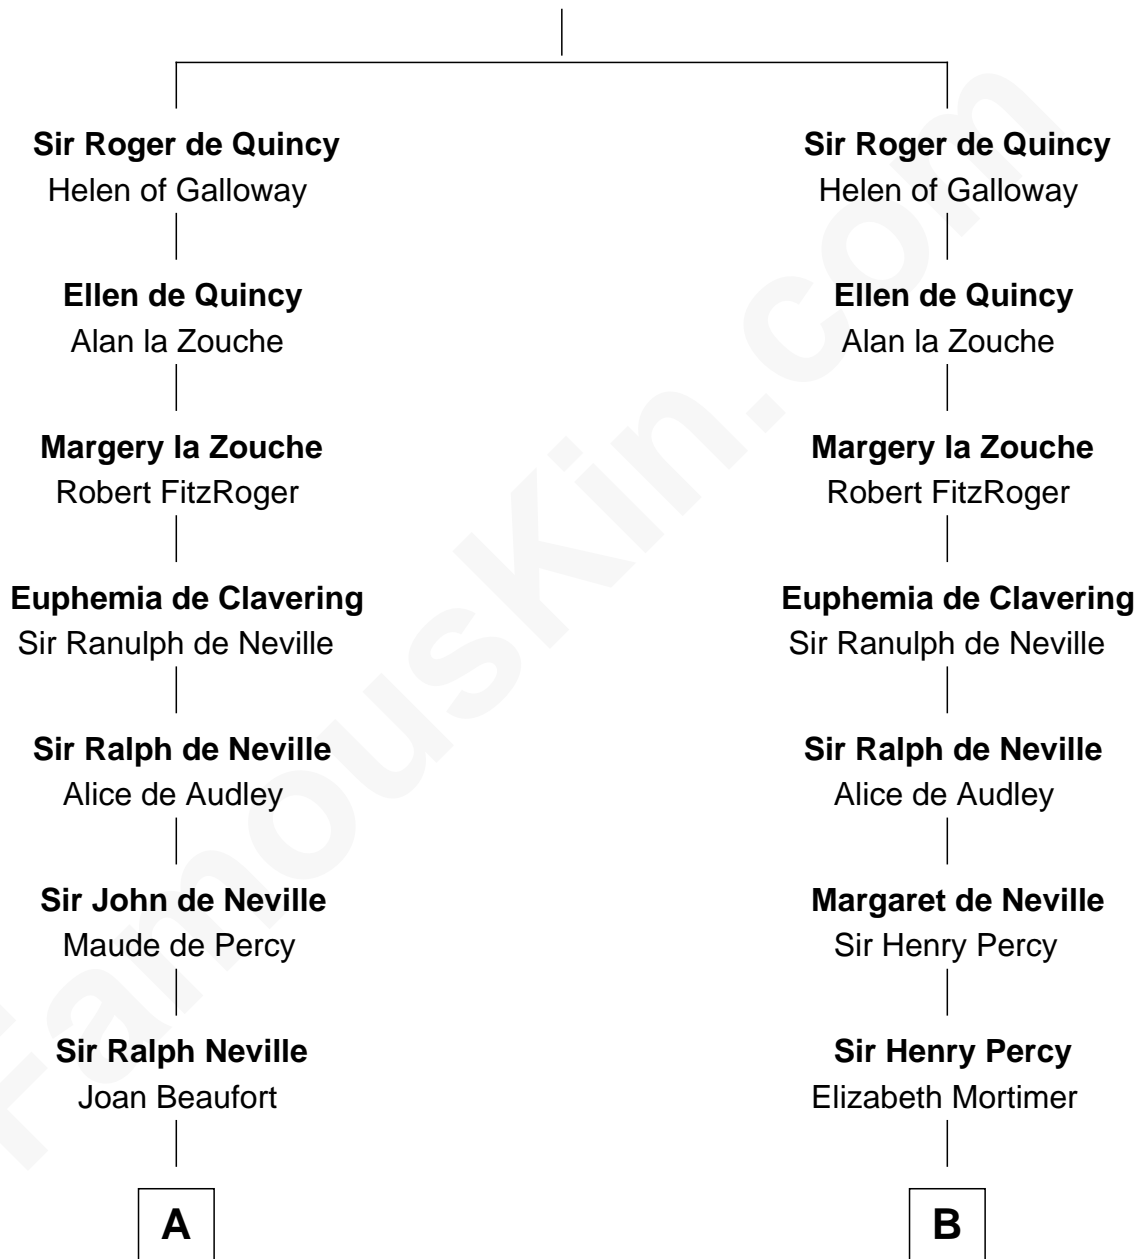 Sir Roger de Quincy
Helen of Galloway
Ellen de Quincy
Alan la Zouche
Margery la Zouche
Robert FitzRoger
Euphemia de Clavering
Sir Ranulph de Neville
Sir Ralph de Neville
Alice de Audley
Sir John de Neville
Maude de Percy
Sir Ralph Neville
Joan Beaufort
A
Sir Roger de Quincy
Helen of Galloway
Ellen de Quincy
Alan la Zouche
Margery la Zouche
Robert FitzRoger
Euphemia de Clavering
Sir Ranulph de Neville
Sir Ralph de Neville
Alice de Audley
Margaret de Neville
Sir Henry Percy
Sir Henry Percy
Elizabeth Mortimer
B
FamousKin.com